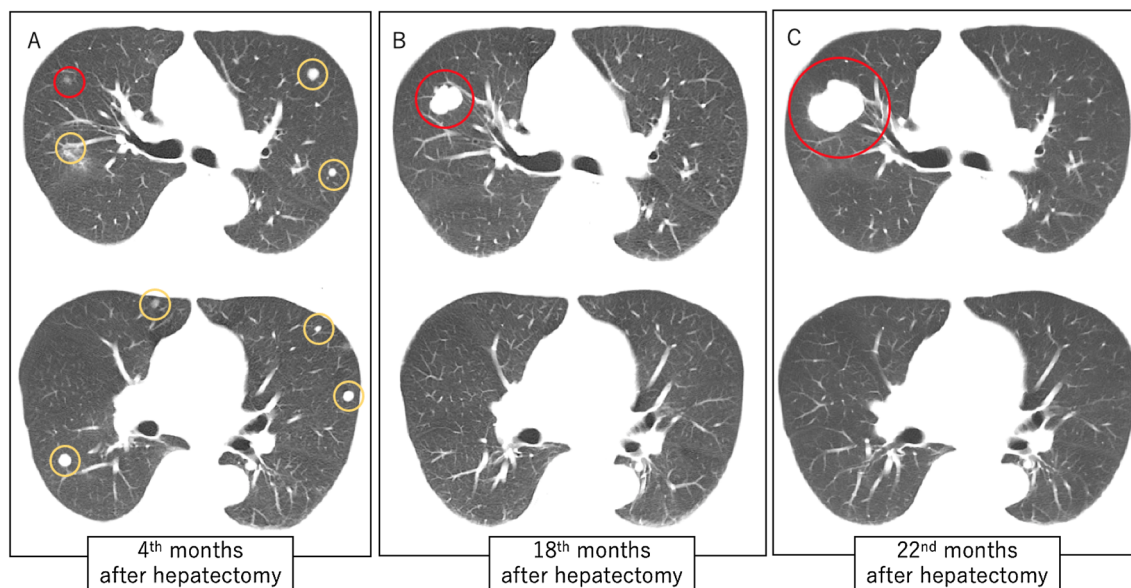 A
B
C
4th months
after hepatectomy
18th months
after hepatectomy
22nd months
after hepatectomy